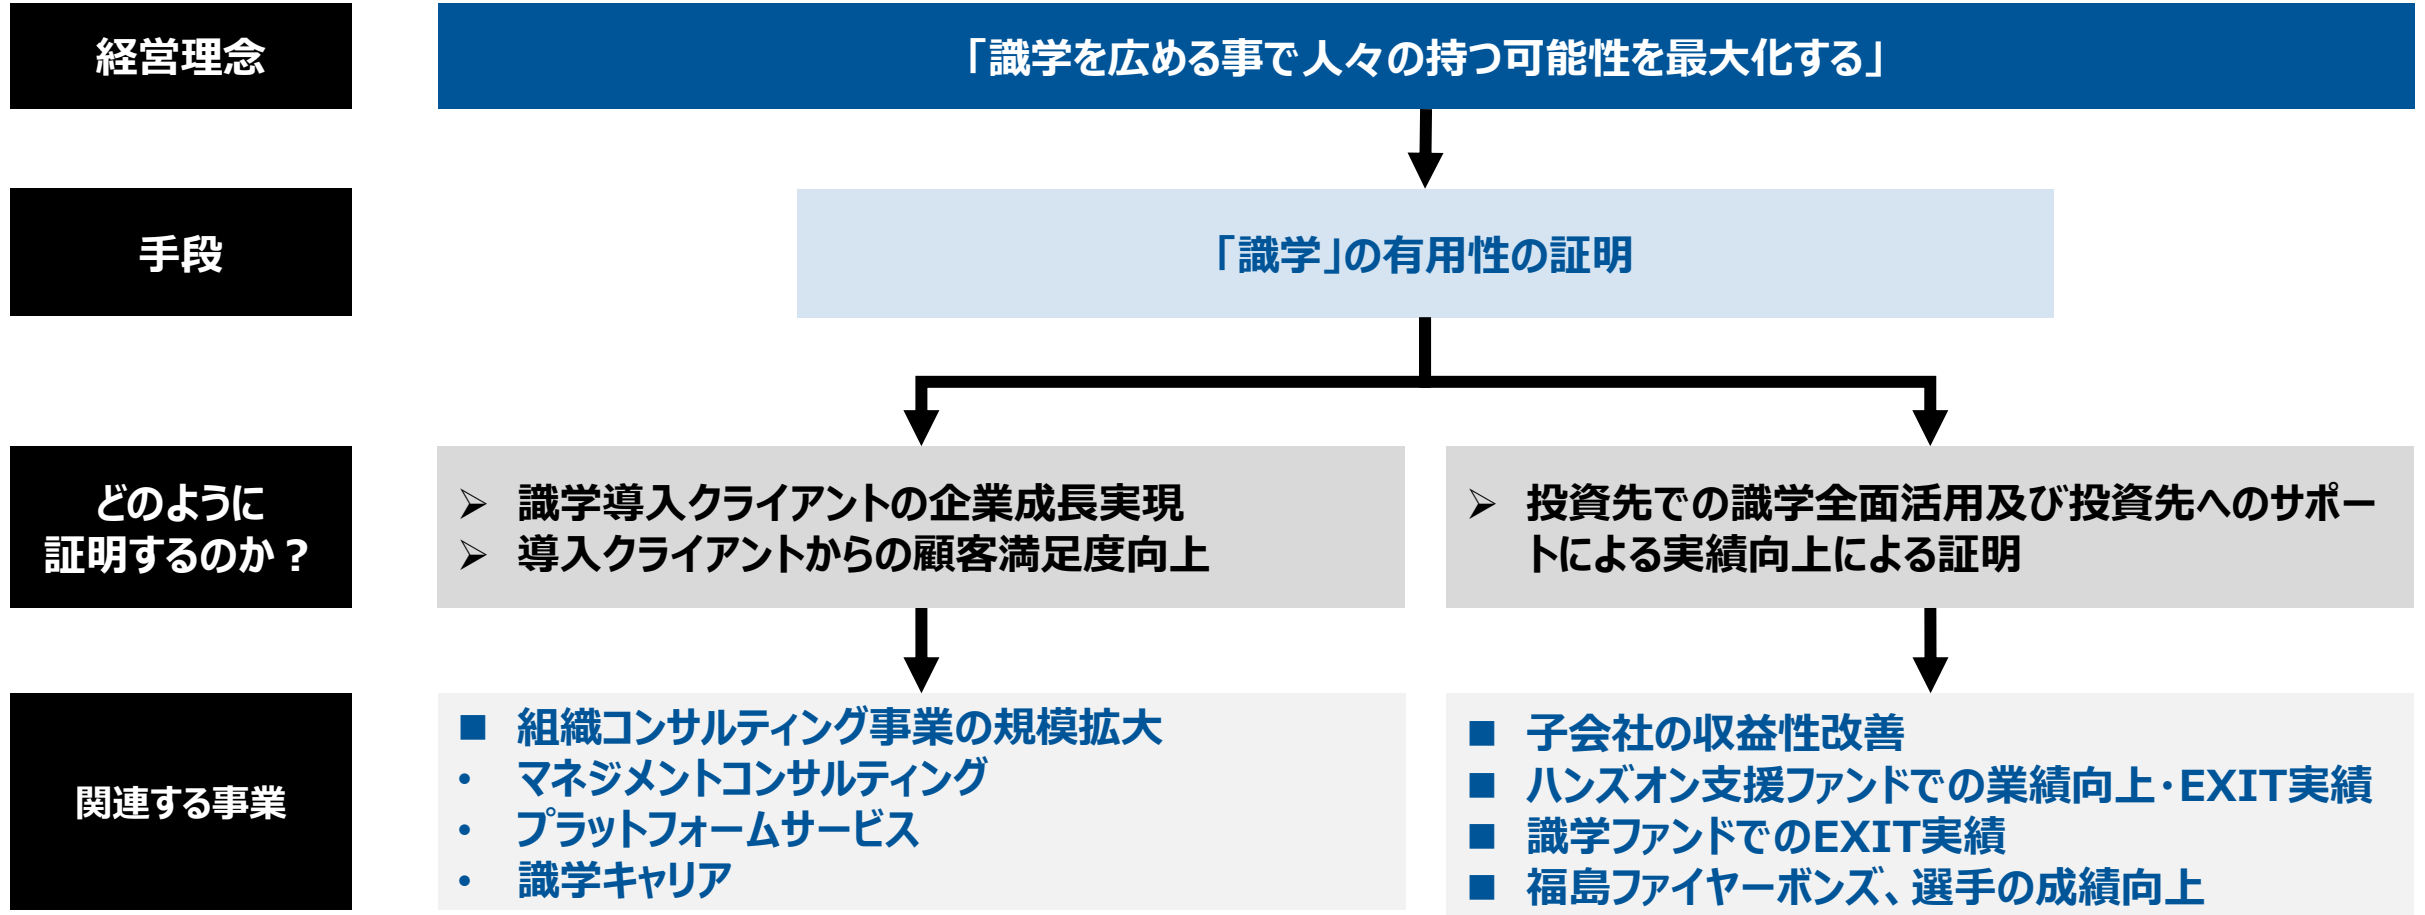 経営理念
「識学を広める事で人々の持つ可能性を最大化する」
手段
「識学」の有用性の証明
どのように
証明するのか？
➢ 識学導入クライアントの企業成長実現
➢ 導入クライアントからの顧客満足度向上
➢ 投資先での識学全面活用及び投資先へのサポー
トによる実績向上による証明
関連する事業
■ 組織コンサルティング事業の規模拡大
• マネジメントコンサルティング
• プラットフォームサービス
• 識学キャリア
■ 子会社の収益性改善
■ ハンズオン支援ファンドでの業績向上・EXIT実績
■ 識学ファンドでのEXIT実績
■ 福島ファイヤーボンズ、選手の成績向上